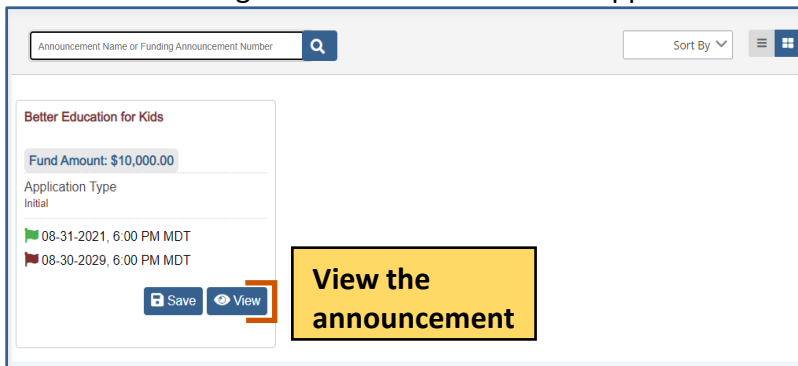 Announcement Name or Funding Announcement Number
Sort By
Better Education for Kids
Fund Amount: $10,000.00
Application Type
Initial
08-31-2021, 6:00 PM MDT
08-30-2029, 6:00 PM MDT
Save View
View the
announcement